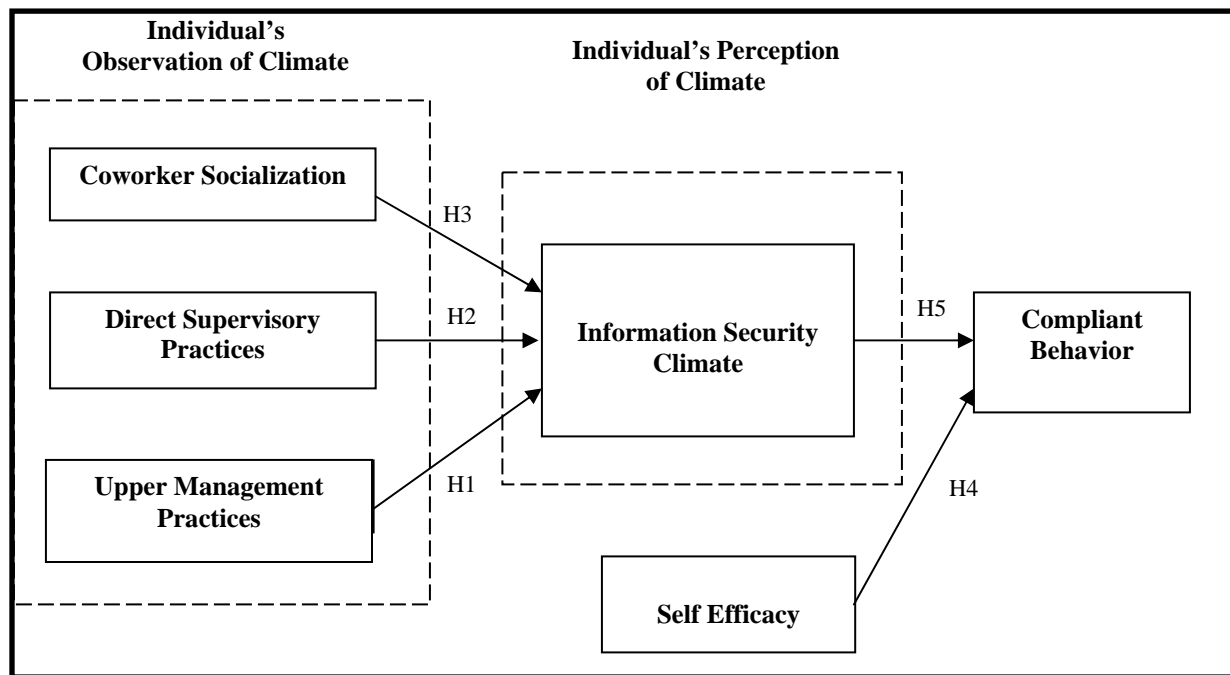 Individual’s
Observation of Climate
Individual’s Perception
of Climate
Coworker Socialization
H3
Direct Supervisory
Practices
H2
Information Security
Climate
H5
Compliant
Behavior
Upper Management
Practices
H1
H4
Self Efficacy